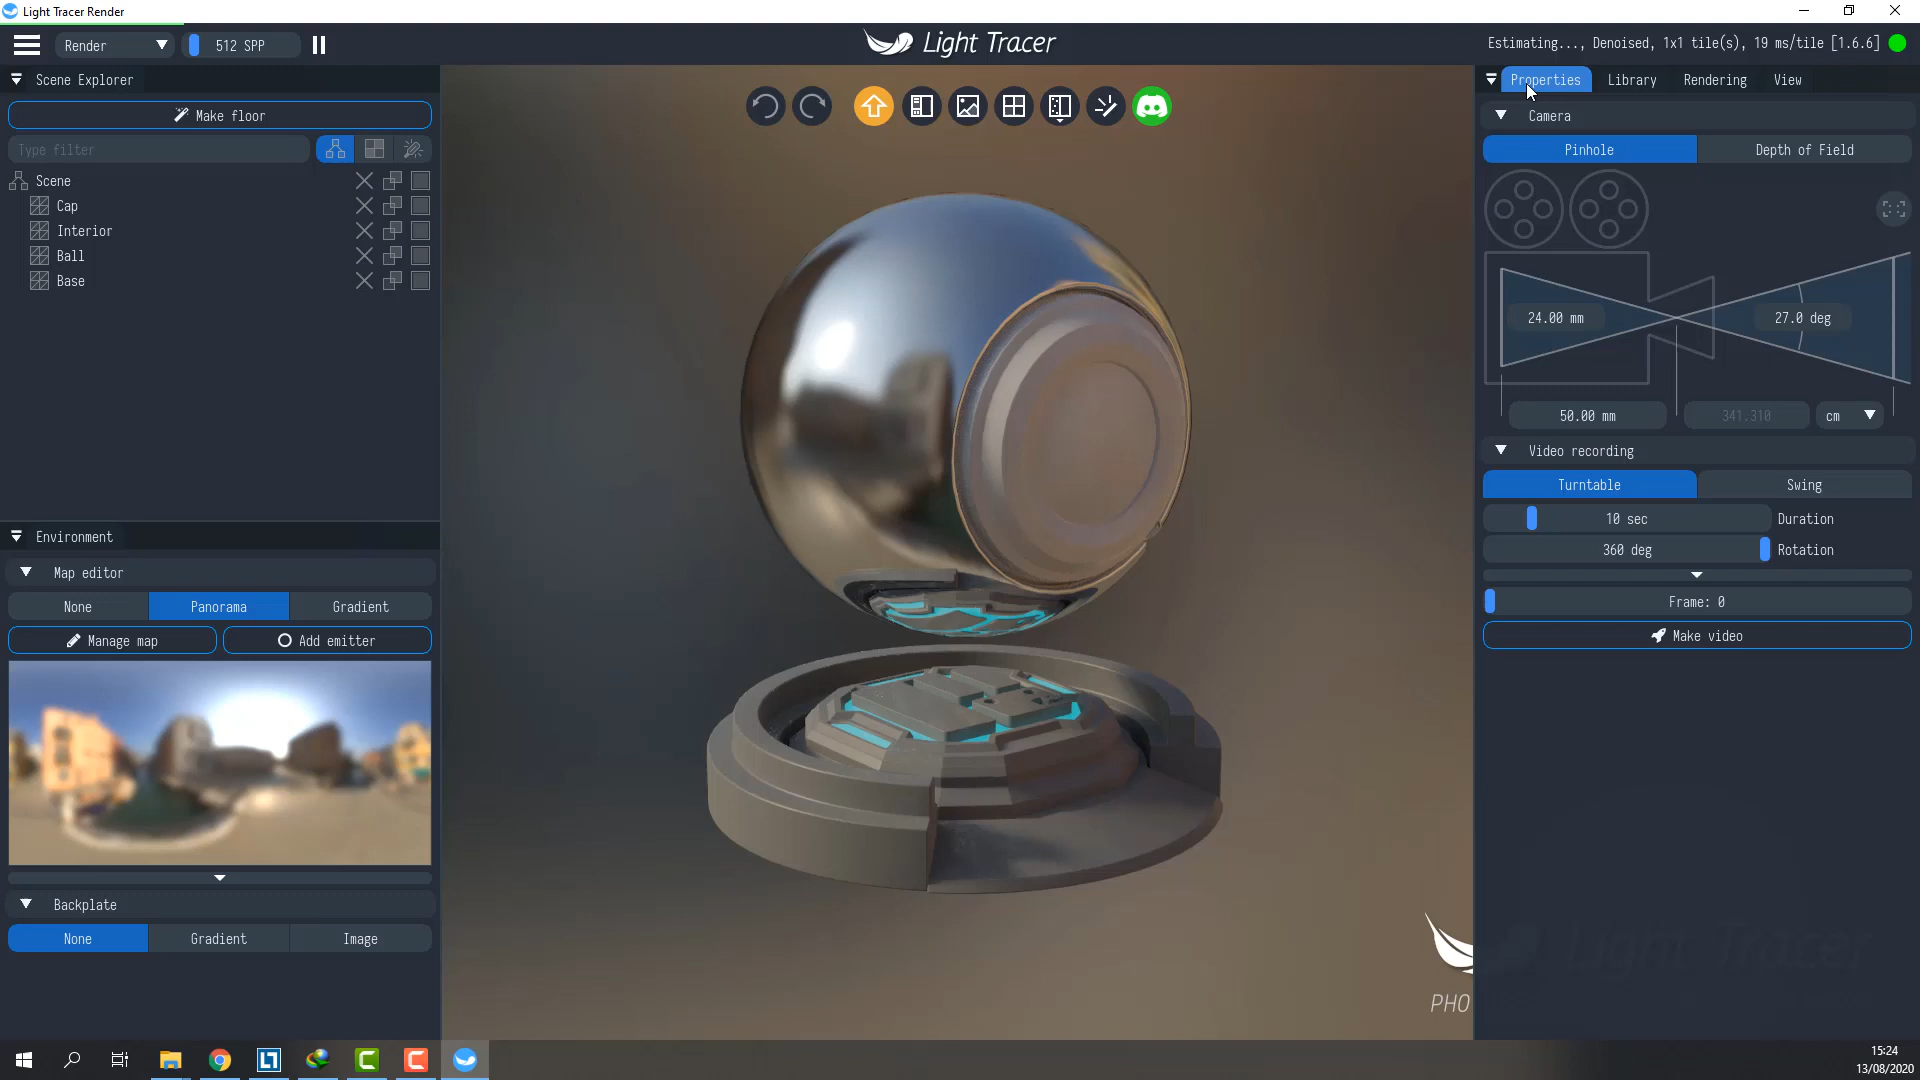 Light Tracer Render
Render
512 SPP
Light Tracer
Estimating..., Denoised, 1x1 tile(s), 19 ms/tile [1.6.6]
Scene Explorer
Make floor
Type filter
Scene
Cap
Interior
Ball
Base
Environment
Map editor
None
Panorama
Gradient
Manage map
Add emitter
Backplate
None
Gradient
Image
Properties
Library
Rendering
View
Camera
Pinhole
Depth of Field
24.00 mm
27.0 deg
50.00 mm
341.310
cm
Video recording
Turntable
Swing
10 sec
Duration
360 deg
Rotation
Frame: 0
Make video
Light Tracer
PHO
15:24
13/08/2020